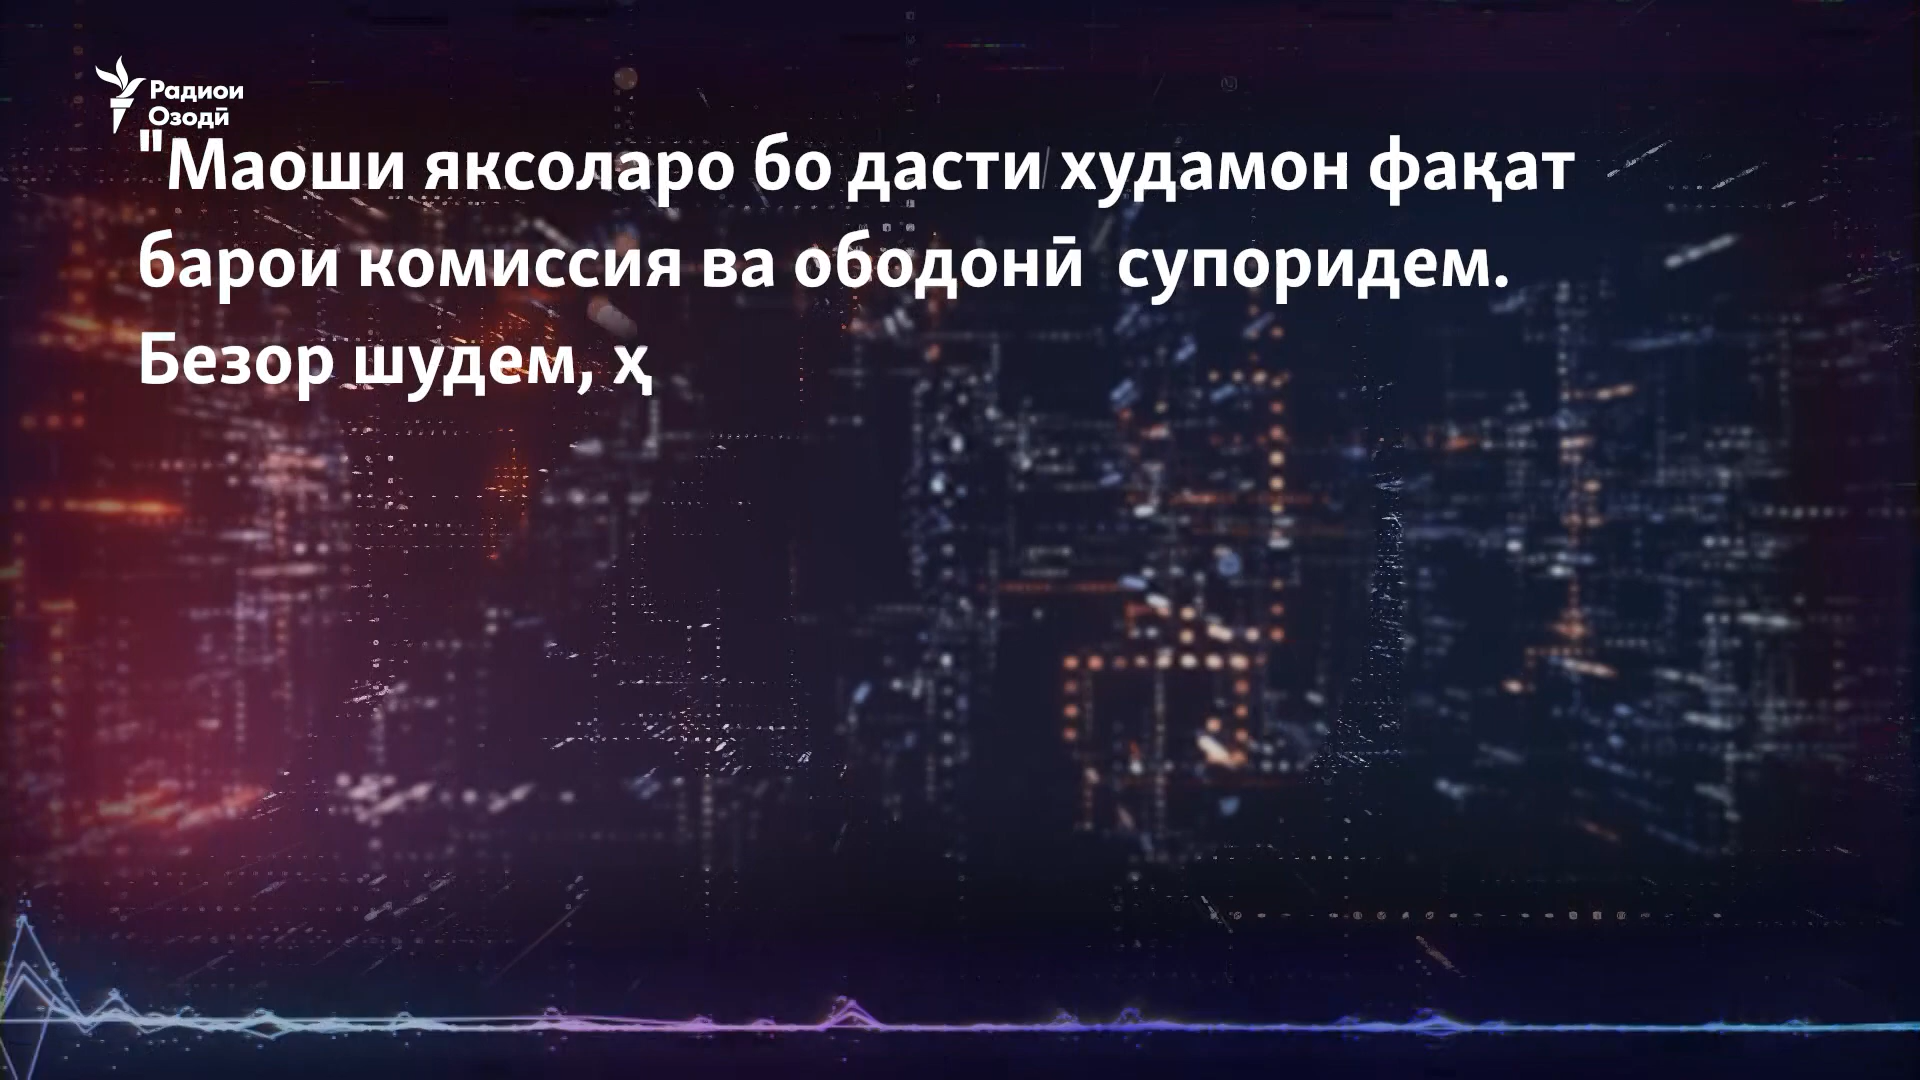 Радиои
Озодӣ
"Маоши яксоларо бо дасти худамон фақат
барои комиссия ва ободонӣ супоридем.
Безор шудем, ҳ